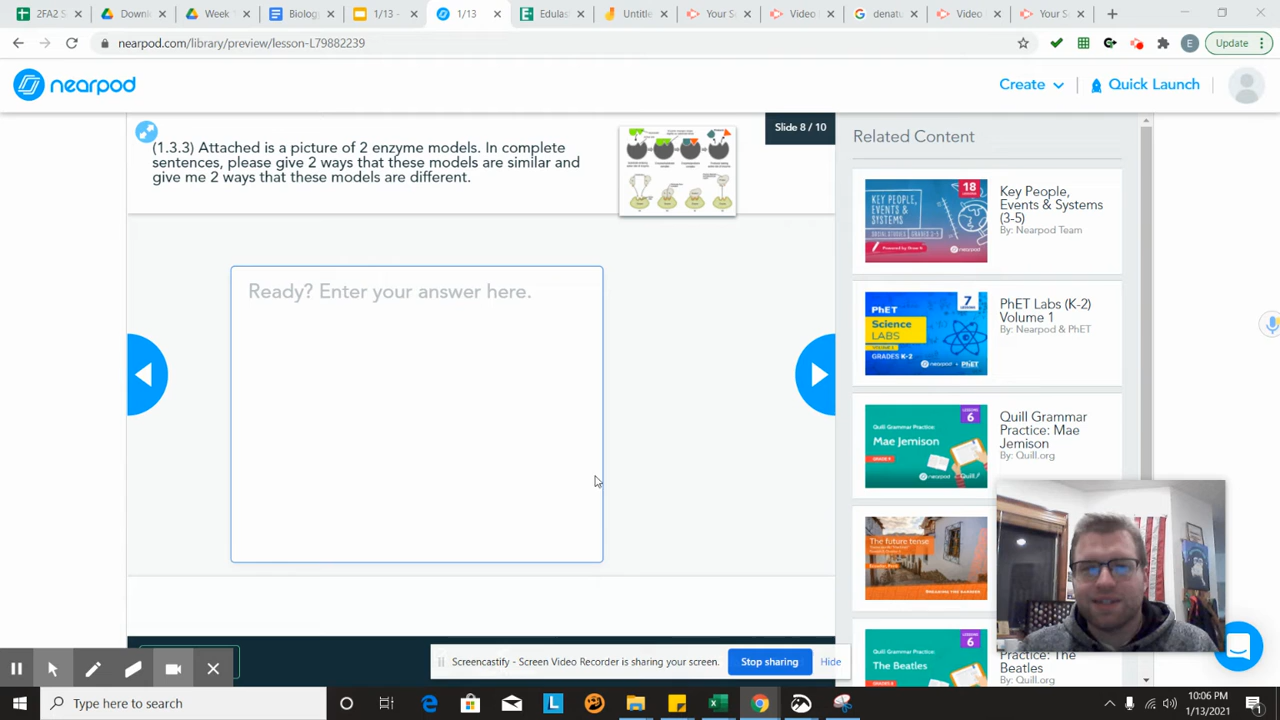 2FA2 S
Downl
Week
Biolog
1/13 -
1/13
Edulas
Untitle
Your S
Video
denatu
Video
Your S
nearpod.com/library/preview/lesson-L79882239
E
Update
nearpod
Create
Quick Launch
(1.3.3) Attached is a picture of 2 enzyme models. In complete
sentences, please give 2 ways that these models are similar and
give me 2 ways that these models are different.
Slide 8 / 10
Ready? Enter your answer here.
Related Content
KEY PEOPLE,
EVENTS &
SYSTEMS
18
Key People,
Events & Systems
(3-5)
By: Nearpod Team
PhET
Science
LABS
GRADES K-2
7
PhET Labs (K-2)
Volume 1
By: Nearpod & PhET
Quill Grammar Practice:
Mae Jemison
nearpod
Quill
6
Quill Grammar
Practice: Mae
Jemison
By: Quill.org
The future tense
Quill Grammar Practice:
The Beatles
6
Practice: The
Beatles
By: Quill.org
Screencastify - Screen Video Recorder is sharing your screen.
Stop sharing
Hide
Type here to search
10:06 PM
1/13/2021